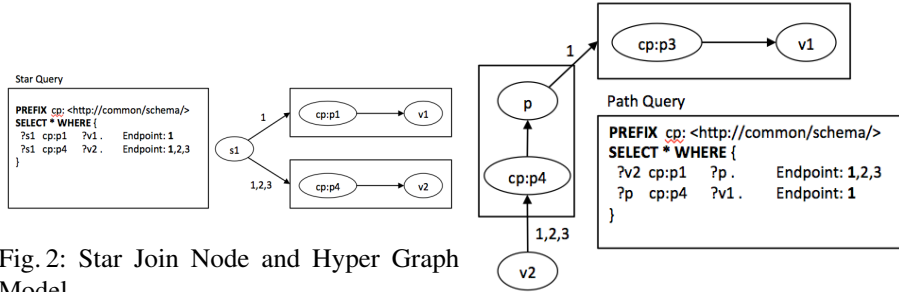 Star Query
PREFIX cp: <http://common/schema/>
SELECT * WHERE {
?s1 cp:p1 ?v1 . Endpoint: 1
?s1 cp:p4 ?v2 . Endpoint: 1,2,3
}
s1
1
cp:p1
v1
1,2,3
cp:p4
v2
Fig. 2: Star Join Node and Hyper Graph
Model
1
cp:p3
v1
p
cp:p4
1,2,3
v2
Path Query
PREFIX cp: <http://common/schema/>
SELECT * WHERE {
?v2 cp:p1 ?p . Endpoint: 1,2,3
?p cp:p4 ?v1 . Endpoint: 1
}